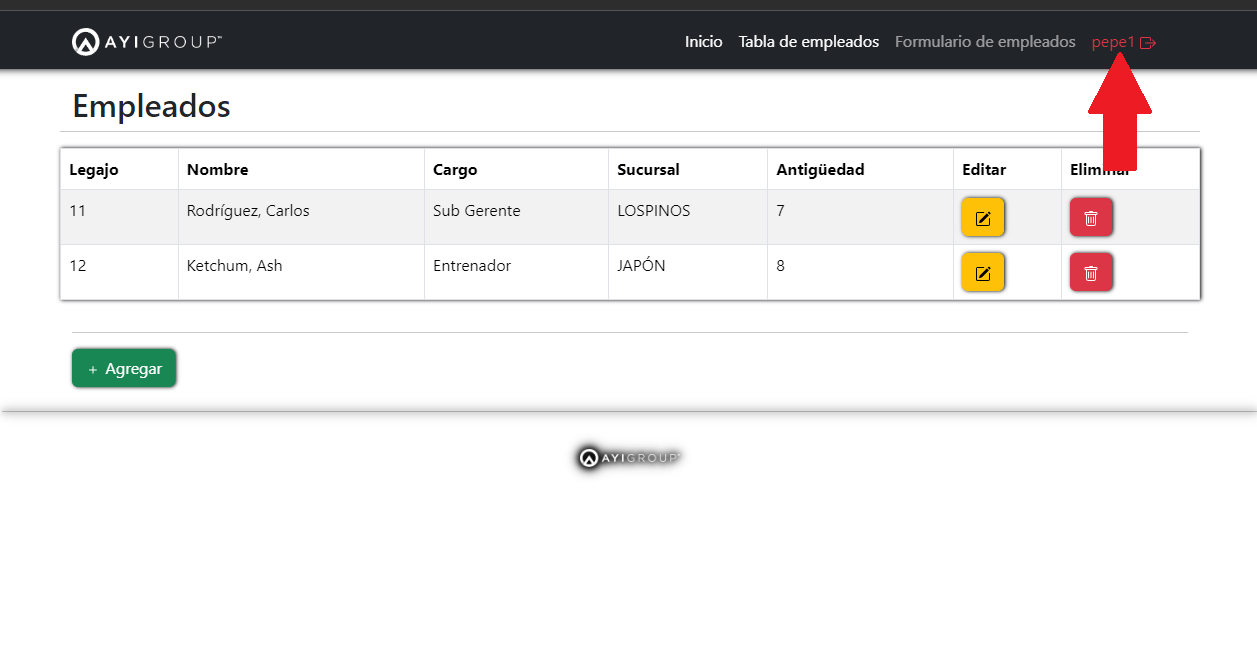 AYIGROUP™ Inicio Tabla de empleados Formulario de empleados pepe1
Empleados
Legajo Nombre Cargo Sucursal Antigüedad Editar Eliminar
11 Rodríguez, Carlos Sub Gerente LOSPINOS 7
12 Ketchum, Ash Entrenador JAPÓN 8
+ Agregar
AYIGROUP™